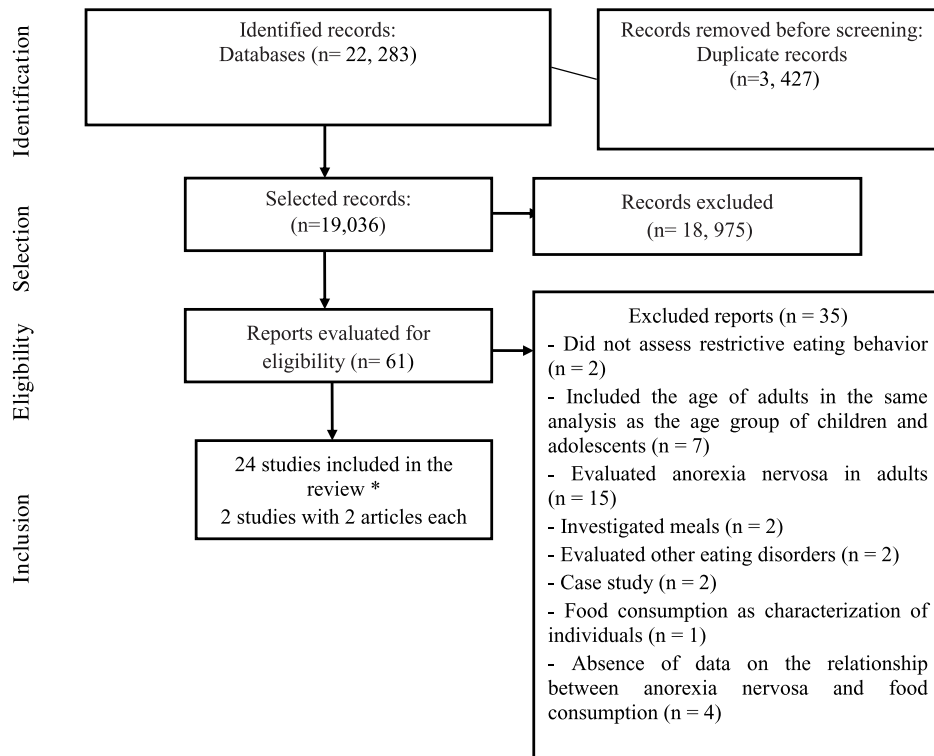 Identification
Identified records:
Databases (n= 22, 283)
Records removed before screening:
Duplicate records
(n=3, 427)
Selection
Selected records:
(n=19,036)
Records excluded
(n= 18, 975)
Eligibility
Reports evaluated for
eligibility (n= 61)
Excluded reports (n = 35)
- Did not assess restrictive eating behavior
(n = 2)
- Included the age of adults in the same
analysis as the age group of children and
adolescents (n = 7)
- Evaluated anorexia nervosa in adults
(n = 15)
- Investigated meals (n = 2)
- Evaluated other eating disorders (n = 2)
- Case study (n = 2)
- Food consumption as characterization of
individuals (n = 1)
- Absence of data on the relationship
between anorexia nervosa and food
consumption (n = 4)
Inclusion
24 studies included in the
review *
2 studies with 2 articles each